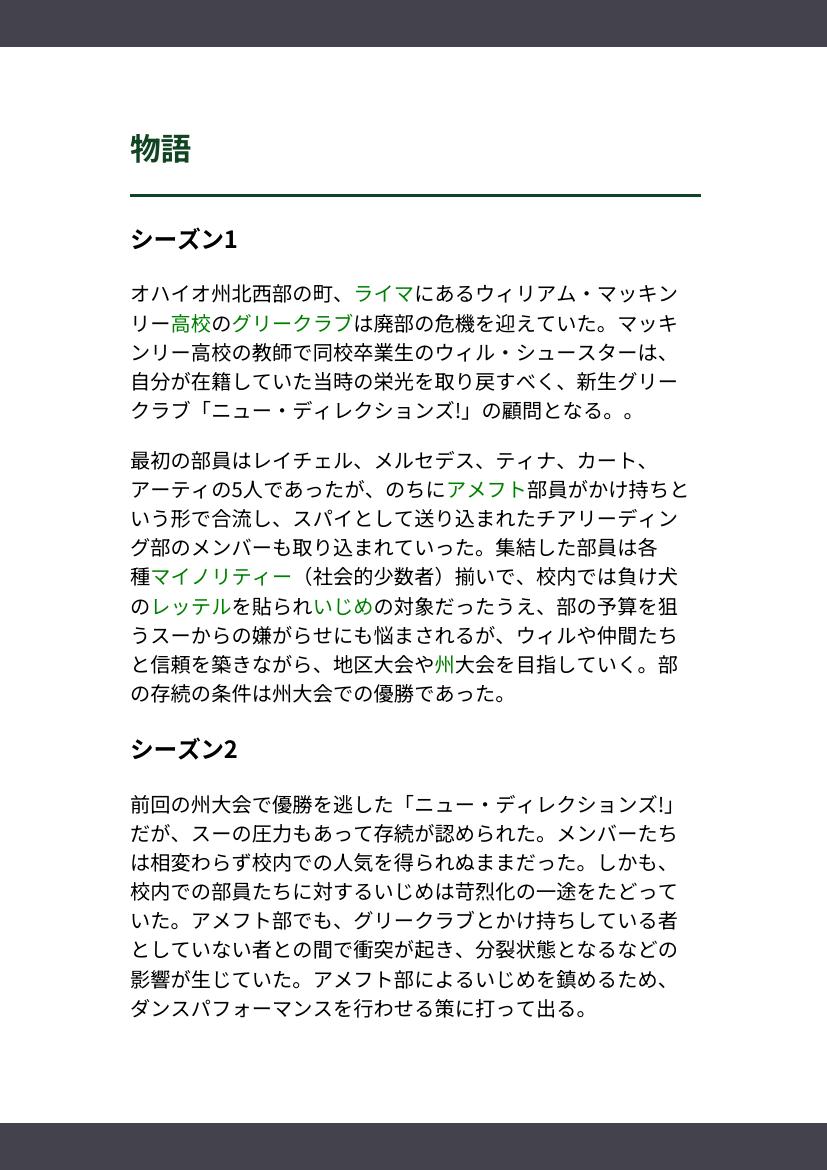 物語
シーズン1
オハイオ州北西部の町、ライマにあるウィリアム・マッキン
リー高校のグリークラブは廃部の危機を迎えていた。マッキ
ンリー高校の教師で同校卒業生のウィル・シュースターは、
自分が在籍していた当時の栄光を取り戻すべく、新生グリー
クラブ「ニュー・ディレクションズ!」の顧問となる。。
最初の部員はレイチェル、メルセデス、ティナ、カート、
アーティの5人であったが、のちにアメフト部員がかけ持ちと
いう形で合流し、スパイとして送り込まれたチアリーディン
グ部のメンバーも取り込まれていった。集結した部員は各
種マイノリティー（社会的少数者）揃いで、校内では負け犬
のレッテルを貼られいじめの対象だったうえ、部の予算を狙
うスーからの嫌がらせにも悩まされるが、ウィルや仲間たち
と信頼を築きながら、地区大会や州大会を目指していく。部
の存続の条件は州大会での優勝であった。
シーズン2
前回の州大会で優勝を逃した「ニュー・ディレクションズ!」
だが、スーの圧力もあって存続が認められた。メンバーたち
は相変わらず校内での人気を得られぬままだった。しかも、
校内での部員たちに対するいじめは苛烈化の一途をたどって
いた。アメフト部でも、グリークラブとかけ持ちしている者
としていない者との間で衝突が起き、分裂状態となるなどの
影響が生じていた。アメフト部によるいじめを鎮めるため、
ダンスパフォーマンスを行わせる策に打って出る。